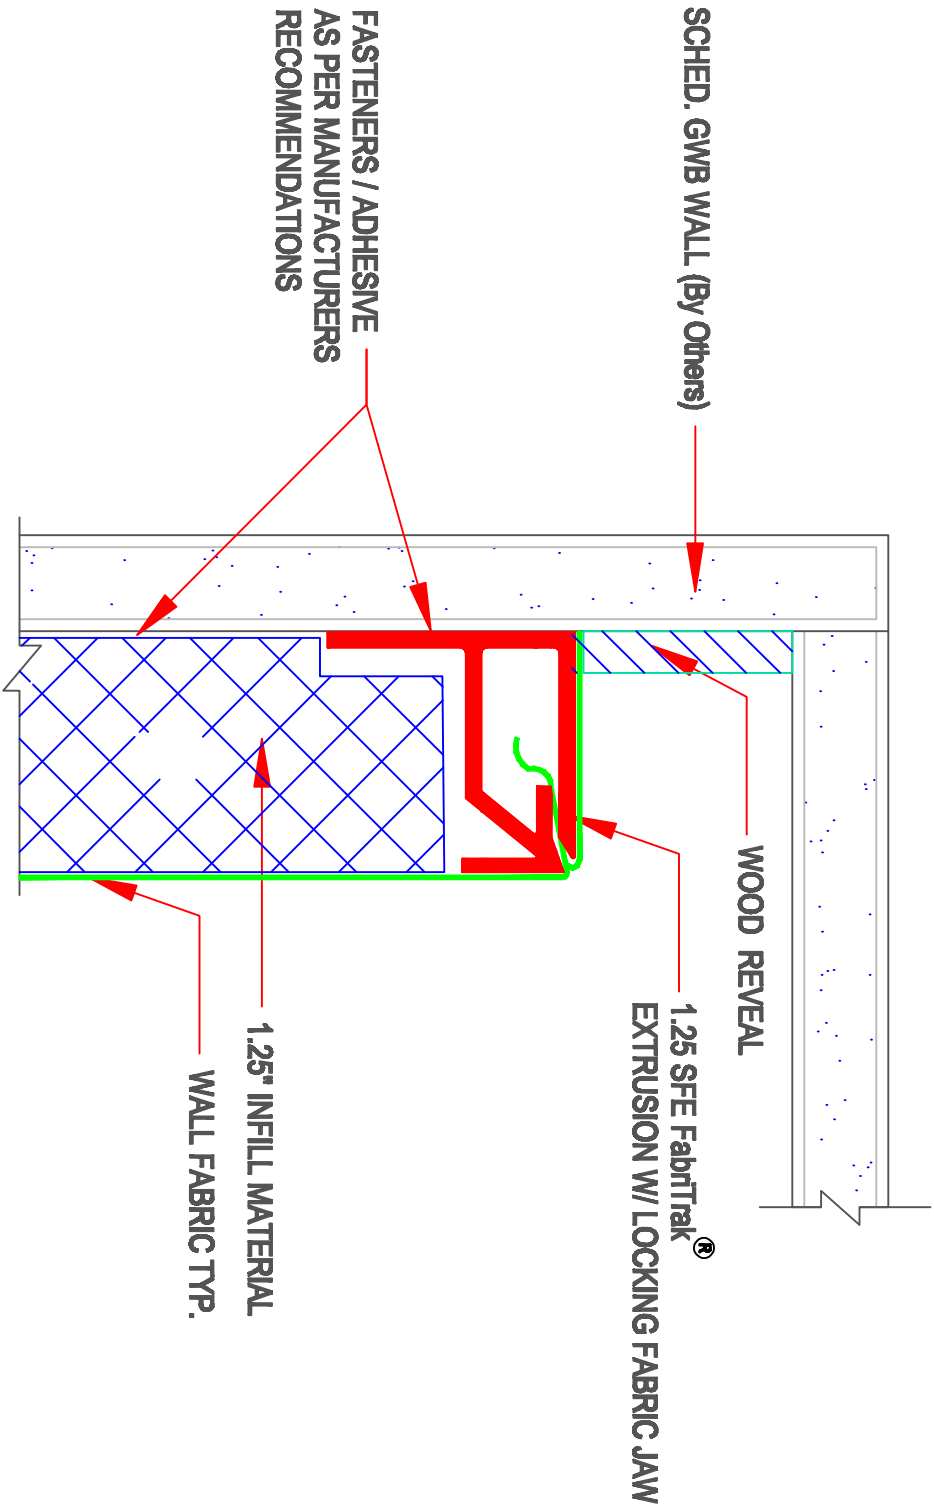 SCHED. GWB WALL (By Others)
FASTENERS / ADHESIVE
AS PER MANUFACTURERS
RECOMMENDATIONS
WOOD REVEAL
1.25 SFE FabriTrak®
EXTRUSION W/ LOCKING FABRIC JAW
1.25" INFILL MATERIAL
WALL FABRIC TYP.